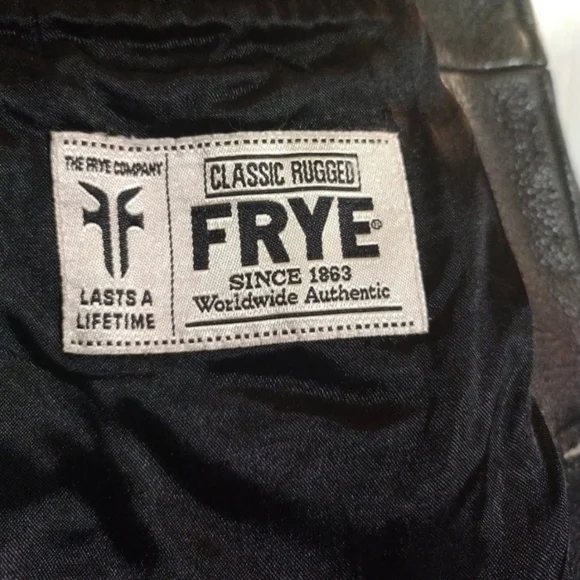 THE FRYE COMPANY
LASTS A
LIFETIME
CLASSIC RUGGED
FRYE®
SINCE 1863
Worldwide Authentic